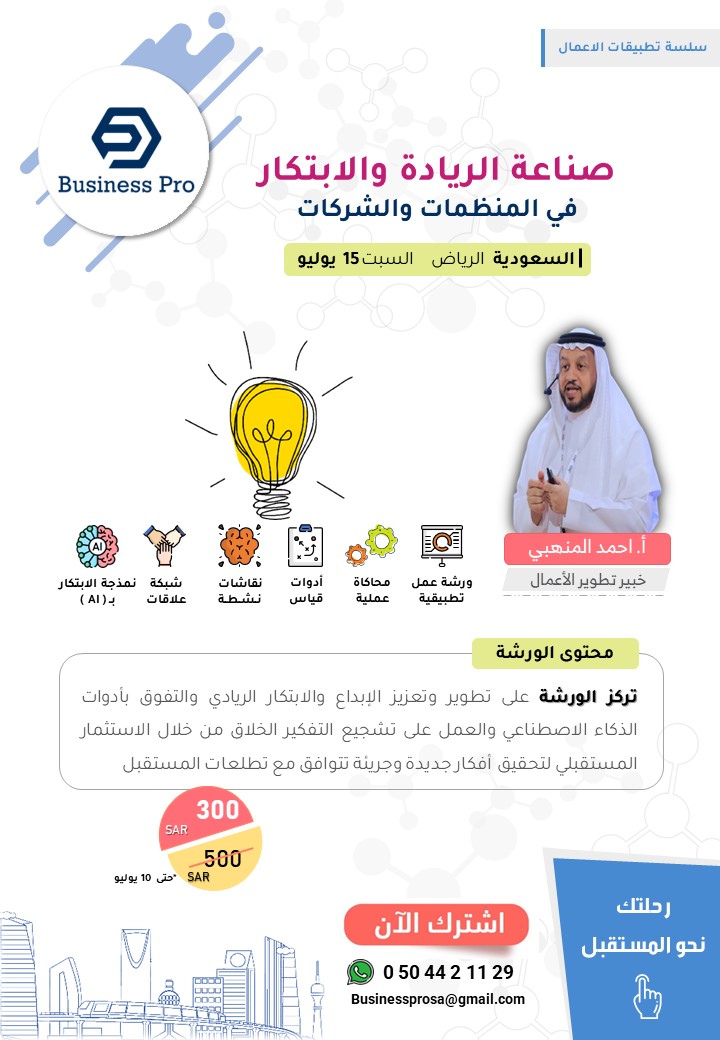 سلسة تطبيقات الاعمال
Business Pro
صناعة الريادة والابتكار
في المنظمات والشركات
السعودية الرياض السبت 15 يوليو
أ. احمد المنهبي
خبير تطوير الأعمال
ورشة عمل
تطبيقية
محاكاة
عملية
أدوات
قياس
نقاشات
نشطة
شبكة
علاقات
AI
نمذجة الابتكار
بـ ( AI )
محتوى الورشة
تركز الورشة على تطوير وتعزيز الإبداع والابتكار الريادي والتفوق بأدوات
الذكاء الاصطناعي والعمل على تشجيع التفكير الخلاق من خلال الاستثمار
المستقبلي لتحقيق أفكار جديدة وجريئة تتوافق مع تطلعات المستقبل
300
SAR
500
SAR
*حتى 10 يوليو
اشترك الآن
0 50 44 2 11 29
Businessprosa@gmail.com
رحلتك
نحو المستقبل